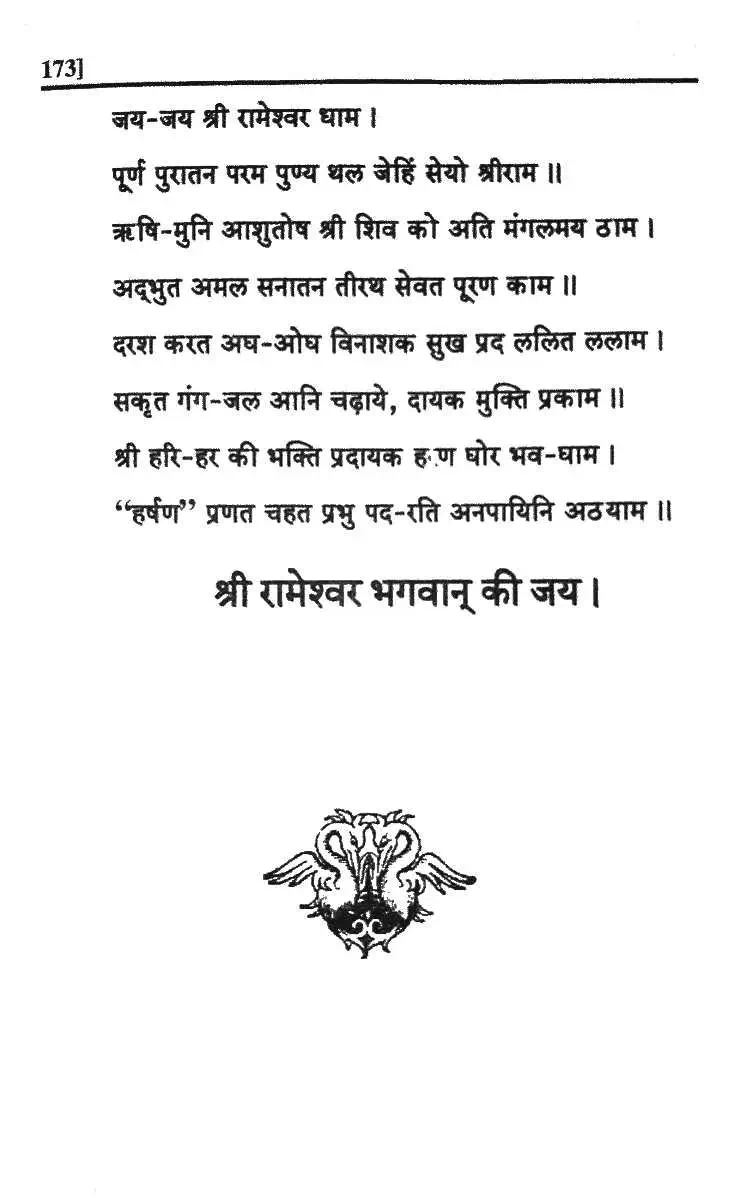 173]
जय-जय श्री रामेश्वर धाम ।
पूर्ण पुरातन परम पुण्य थल जेहिं सेयो श्रीराम ॥
ऋषि-मुनि आशुतोष श्री शिव को अति मंगलमय ठाम ।
अद्भुत अमल सनातन तीरथ सेवत पूरण काम ॥
दरश करत अघ-ओघ विनाशक सुख प्रद ललित ललाम ।
सकृत गंग-जल आनि चढ़ाये, दायक मुक्ति प्रकाम ॥
श्री हरि-हर की भक्ति प्रदायक घोर भव-घाम ।
“हर्षण” प्रणत चहत प्रभु पद-रति अनपायिनि अठयाम ॥
श्री रामेश्वर भगवान् की जय ।